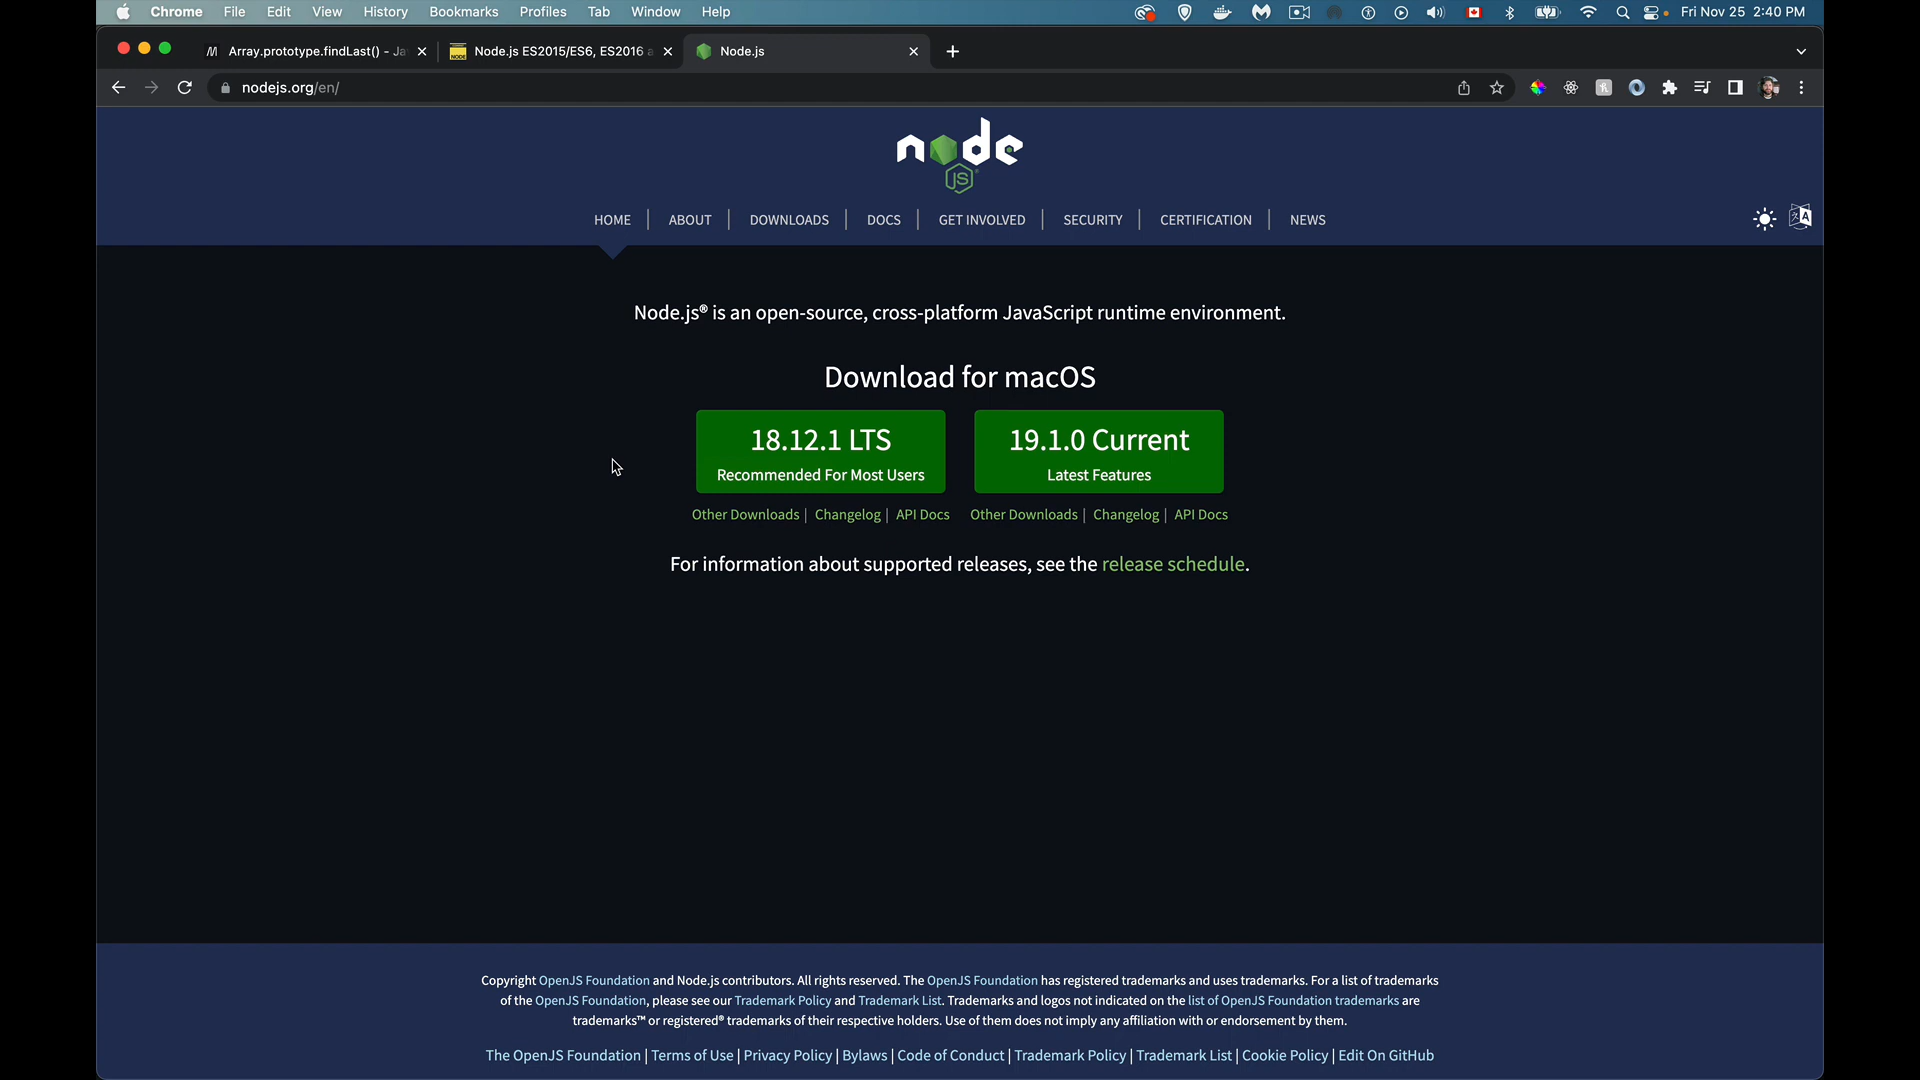 Chrome File Edit View History Bookmarks Profiles Tab Window Help Fri Nov 25 2:40 PM
Array.prototype.findLast() - Ja Node.js ES2015/ES6, ES2016 a Node.js
nodejs.org/en/
node
JS
HOME ABOUT DOWNLOADS DOCS GET INVOLVED SECURITY CERTIFICATION NEWS
Node.js® is an open-source, cross-platform JavaScript runtime environment.
Download for macOS
18.12.1 LTS
Recommended For Most Users
19.1.0 Current
Latest Features
Other Downloads | Changelog | API Docs Other Downloads | Changelog | API Docs
For information about supported releases, see the release schedule.
Copyright OpenJS Foundation and Node.js contributors. All rights reserved. The OpenJS Foundation has registered trademarks and uses trademarks. For a list of trademarks
of the OpenJS Foundation, please see our Trademark Policy and Trademark List. Trademarks and logos not indicated on the list of OpenJS Foundation trademarks are
trademarks™ or registered® trademarks of their respective holders. Use of them does not imply any affiliation with or endorsement by them.
The OpenJS Foundation | Terms of Use | Privacy Policy | Bylaws | Code of Conduct | Trademark Policy | Trademark List | Cookie Policy | Edit On GitHub